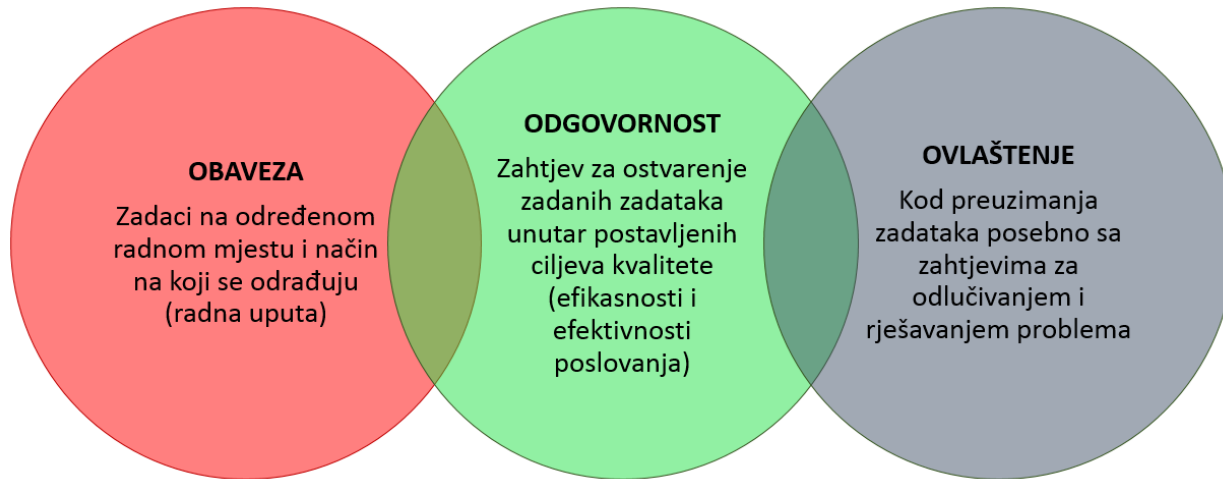 OBAVEZA
Zadaci na određenom
radnom mjestu i način
na koji se odrađuju
(radna uputa)
ODGOVORNOST
Zahtjev za ostvarenje
zadanih zadataka
unutar postavljenih
ciljeva kvalitete
(efikasnosti i
efektivnosti
poslovanja)
OVLAŠTENJE
Kod preuzimanja
zadataka posebno sa
zahtjevima za
odlučivanjem i
rješavanjem problema